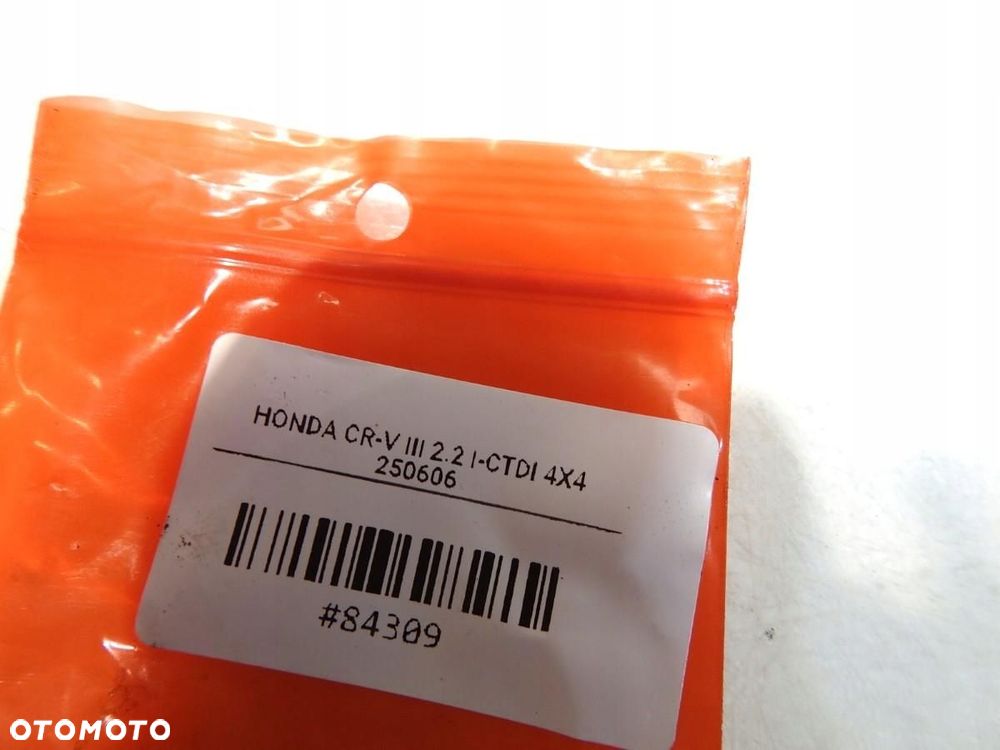 HONDA CR-V III 2.2 I-CTDI 4X4
250606
#84309
OTOMOTO